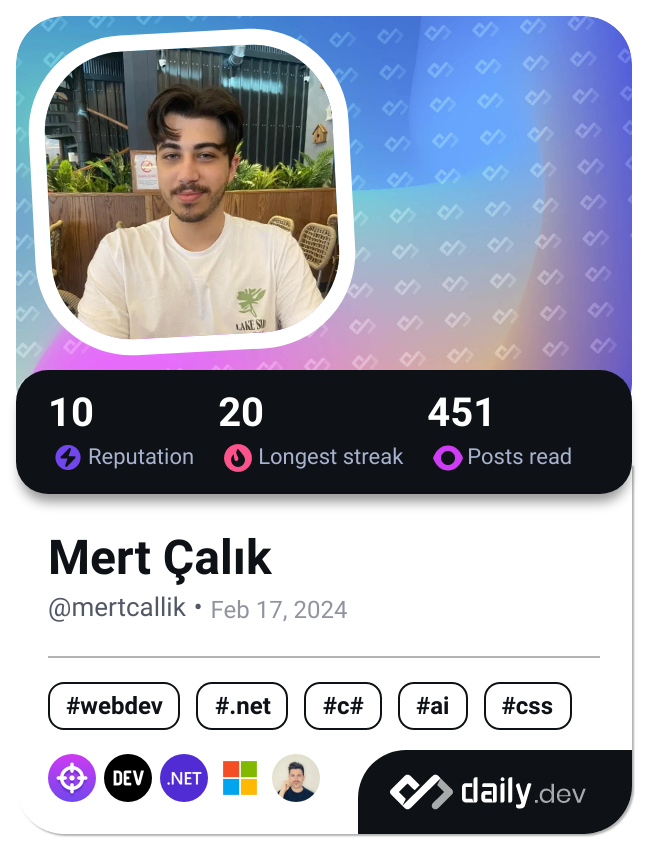 LAKE
10
20
451
Reputation
Longest streak
Posts read
Mert Çalık
@mertcallik • Feb 17, 2024
#webdev
#.net
#c#
#ai
#css
DEV
.NET
daily.dev